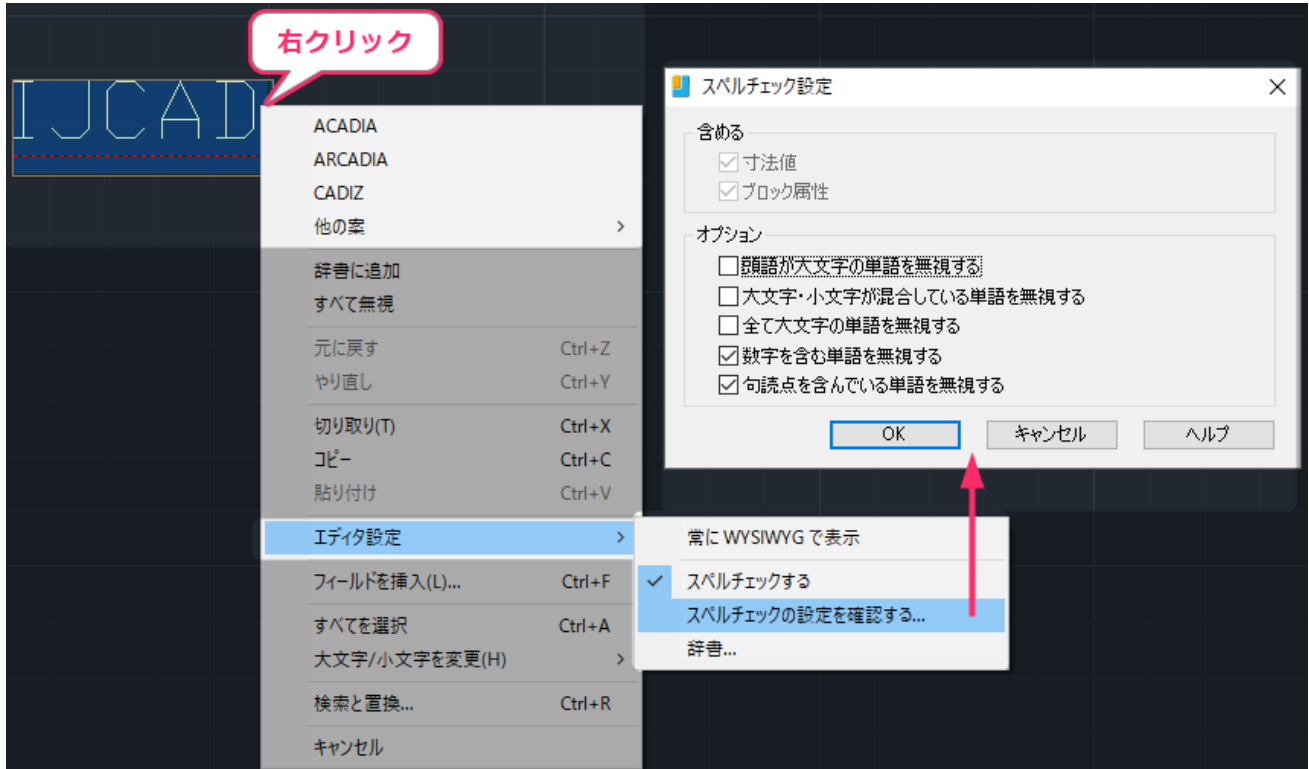 右クリック
IJCAD
ACADIA
ARCADIA
CADIZ
他の案
辞書に追加
すべて無視
元に戻す Ctrl+Z
やり直し Ctrl+Y
切り取り(T) Ctrl+X
コピー Ctrl+C
貼り付け Ctrl+V
エディタ設定
フィールドを挿入(L)... Ctrl+F
すべてを選択 Ctrl+A
大文字/小文字を変更(H)
検索と置換... Ctrl+R
キャンセル
常に WYSIWYG で表示
スペルチェックする
スペルチェックの設定を確認する...
辞書...
スペルチェック設定
含める
寸法値
ブロック属性
オプション
頭語が大文字の単語を無視する
大文字・小文字が混合している単語を無視する
全て大文字の単語を無視する
数字を含む単語を無視する
句読点を含んでいる単語を無視する
OK キャンセル ヘルプ